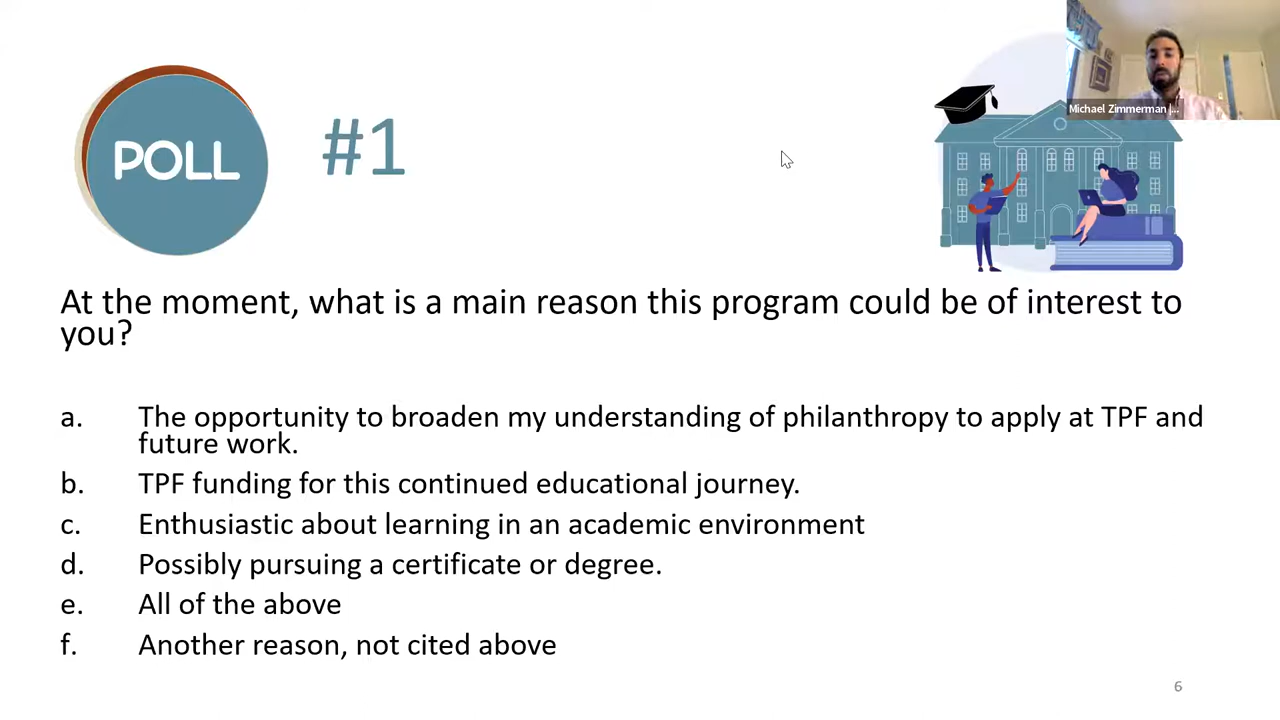 Michael Zimmerman |...
POLL
#1
At the moment, what is a main reason this program could be of interest to
you?
a. The opportunity to broaden my understanding of philanthropy to apply at TPF and
future work.
b. TPF funding for this continued educational journey.
c. Enthusiastic about learning in an academic environment
d. Possibly pursuing a certificate or degree.
e. All of the above
f. Another reason, not cited above
6